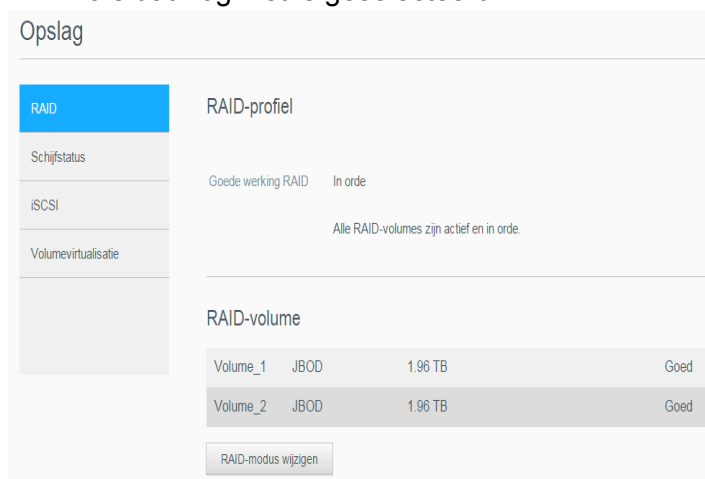 Opslag
RAID
Schijfstatus
iSCSI
Volumevirtualisatie
RAID-profiel
Goede werking RAID In orde
Alle RAID-volumes zijn actief en in orde.
RAID-volume
Volume_1 JBOD 1.96 TB Goed
Volume_2 JBOD 1.96 TB Goed
RAID-modus wijzigen